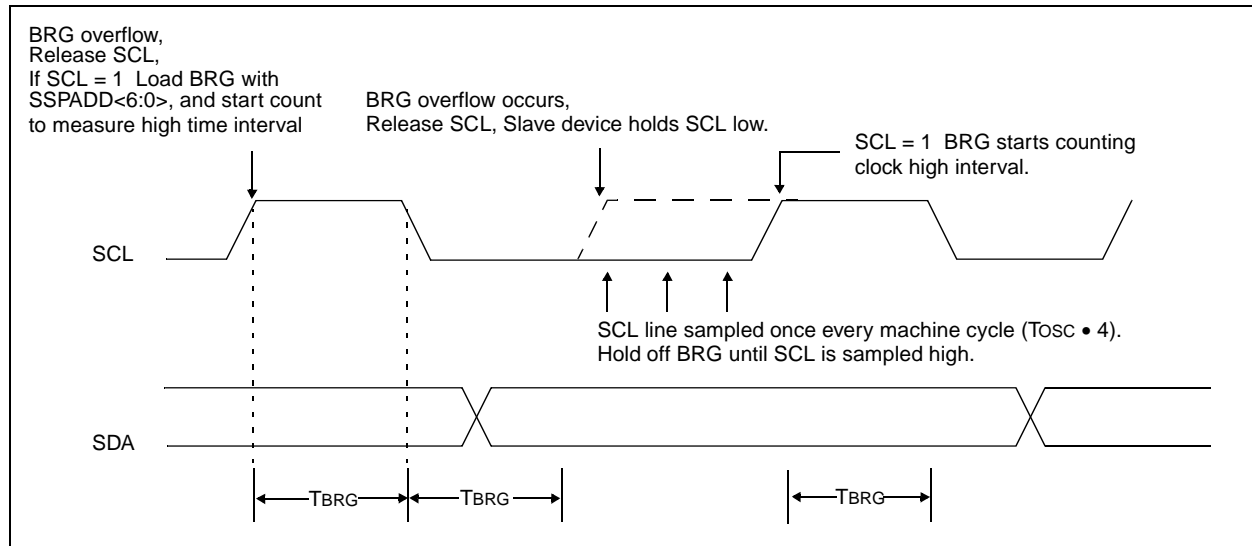 BRG overflow,
Release SCL,
If SCL = 1 Load BRG with
SSPADD<6:0>, and start count
to measure high time interval
BRG overflow occurs,
Release SCL, Slave device holds SCL low.
SCL = 1 BRG starts counting
clock high interval.
SCL
SCL line sampled once every machine cycle (TOSC • 4).
Hold off BRG until SCL is sampled high.
SDA
TBRG
TBRG
TBRG